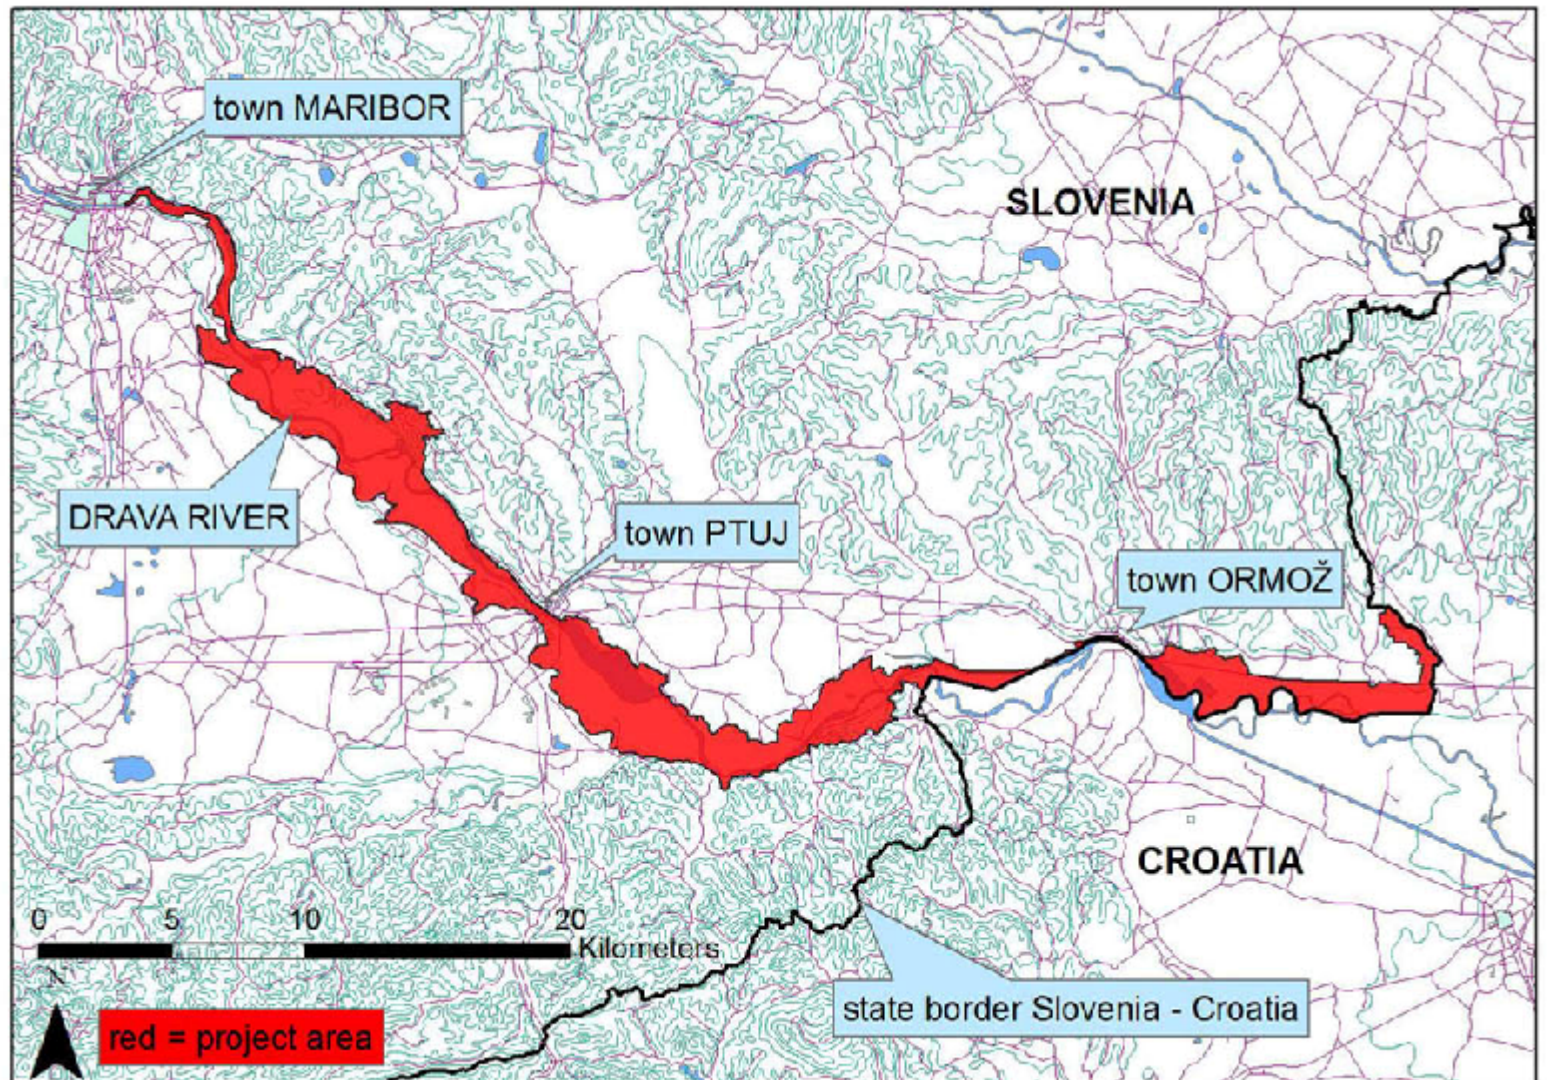 town MARIBOR
SLOVENIA
DRAVA RIVER
town PTUJ
town ORMOŽ
CROATIA
0 5 10 20
Kilometers
N
state border Slovenia - Croatia
red = project area